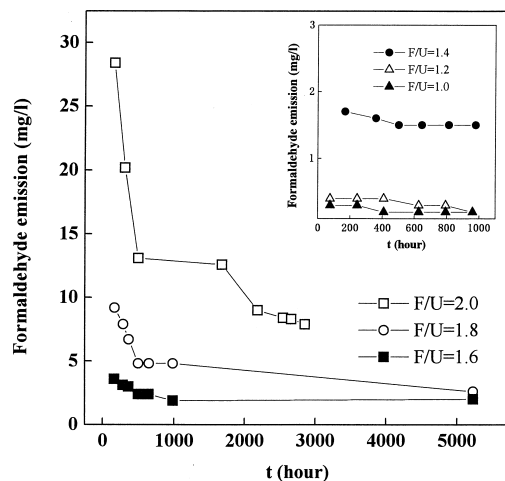 Formaldehyde emission (mg/l)
30
25
20
15
10
5
0
0
1000
2000
3000
4000
5000
t (hour)
F/U=2.0
F/U=1.8
F/U=1.6
Formaldehyde emission (mg/l)
3
2
1
0
200
400
600
800
1000
t (hour)
F/U=1.4
F/U=1.2
F/U=1.0